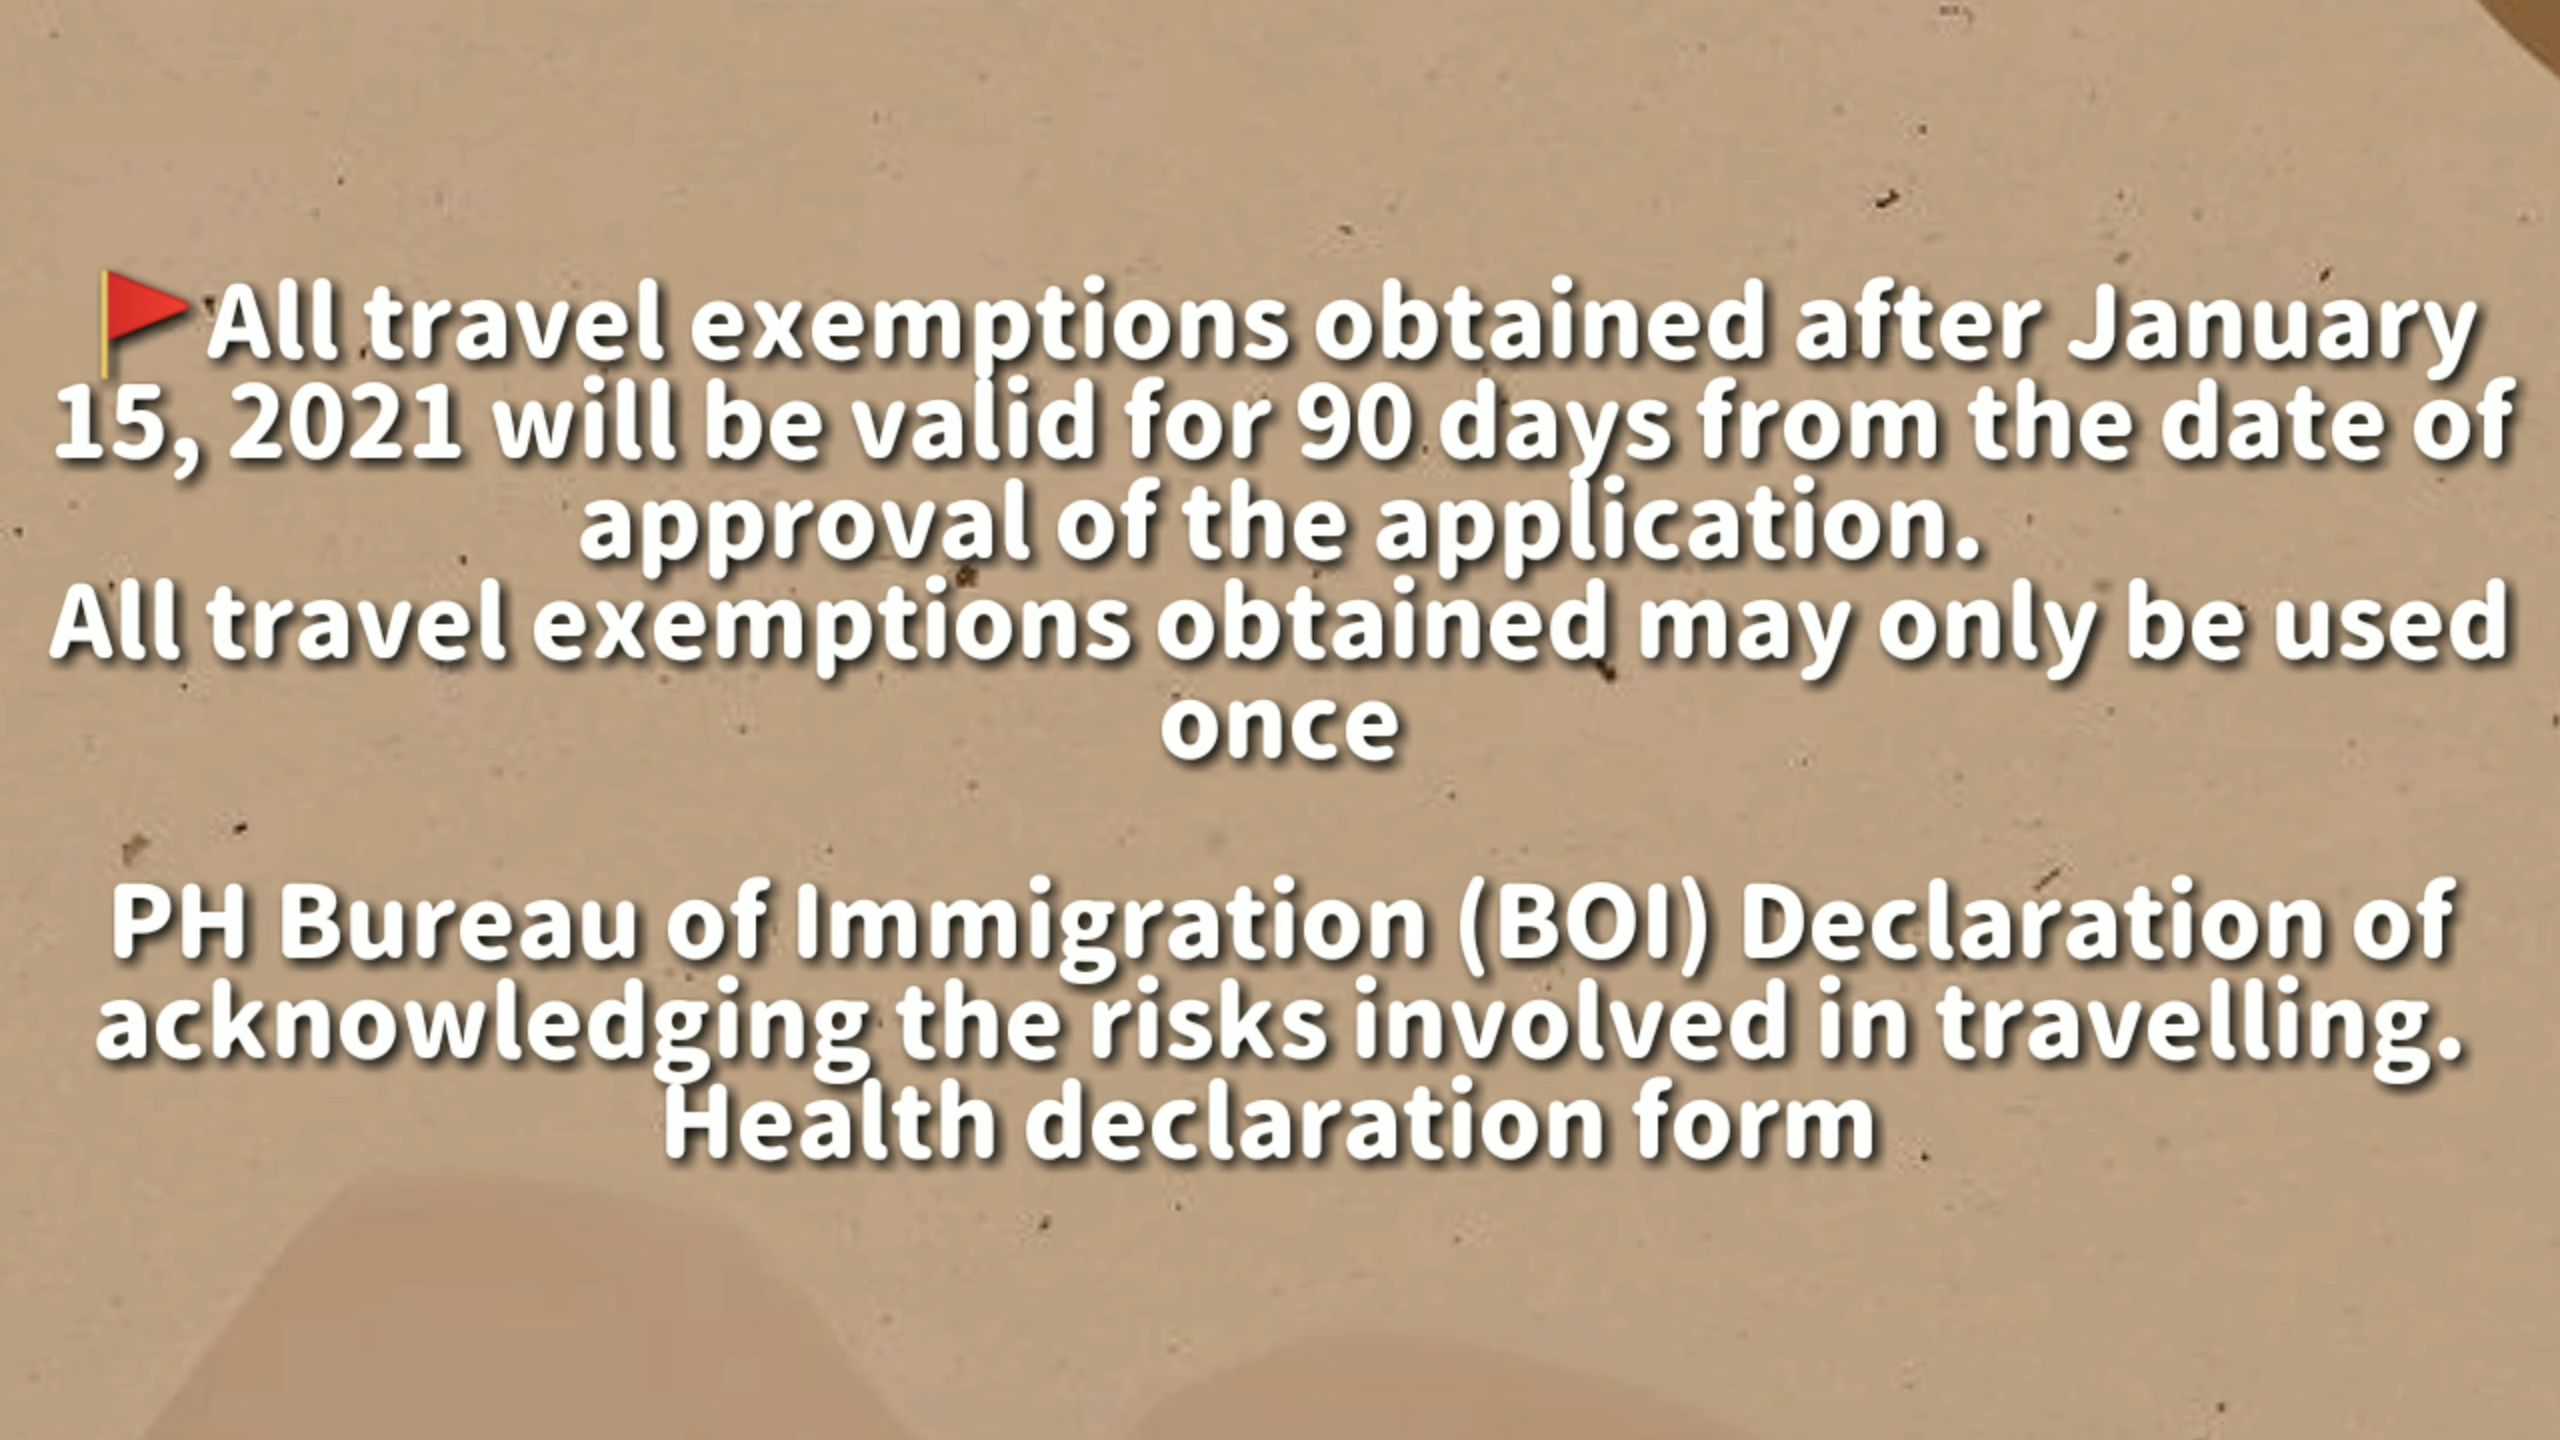 🚩All travel exemptions obtained after January
15, 2021 will be valid for 90 days from the date of
approval of the application.
All travel exemptions obtained may only be used
once
PH Bureau of Immigration (BOI) Declaration of
acknowledging the risks involved in travelling.
Health declaration form